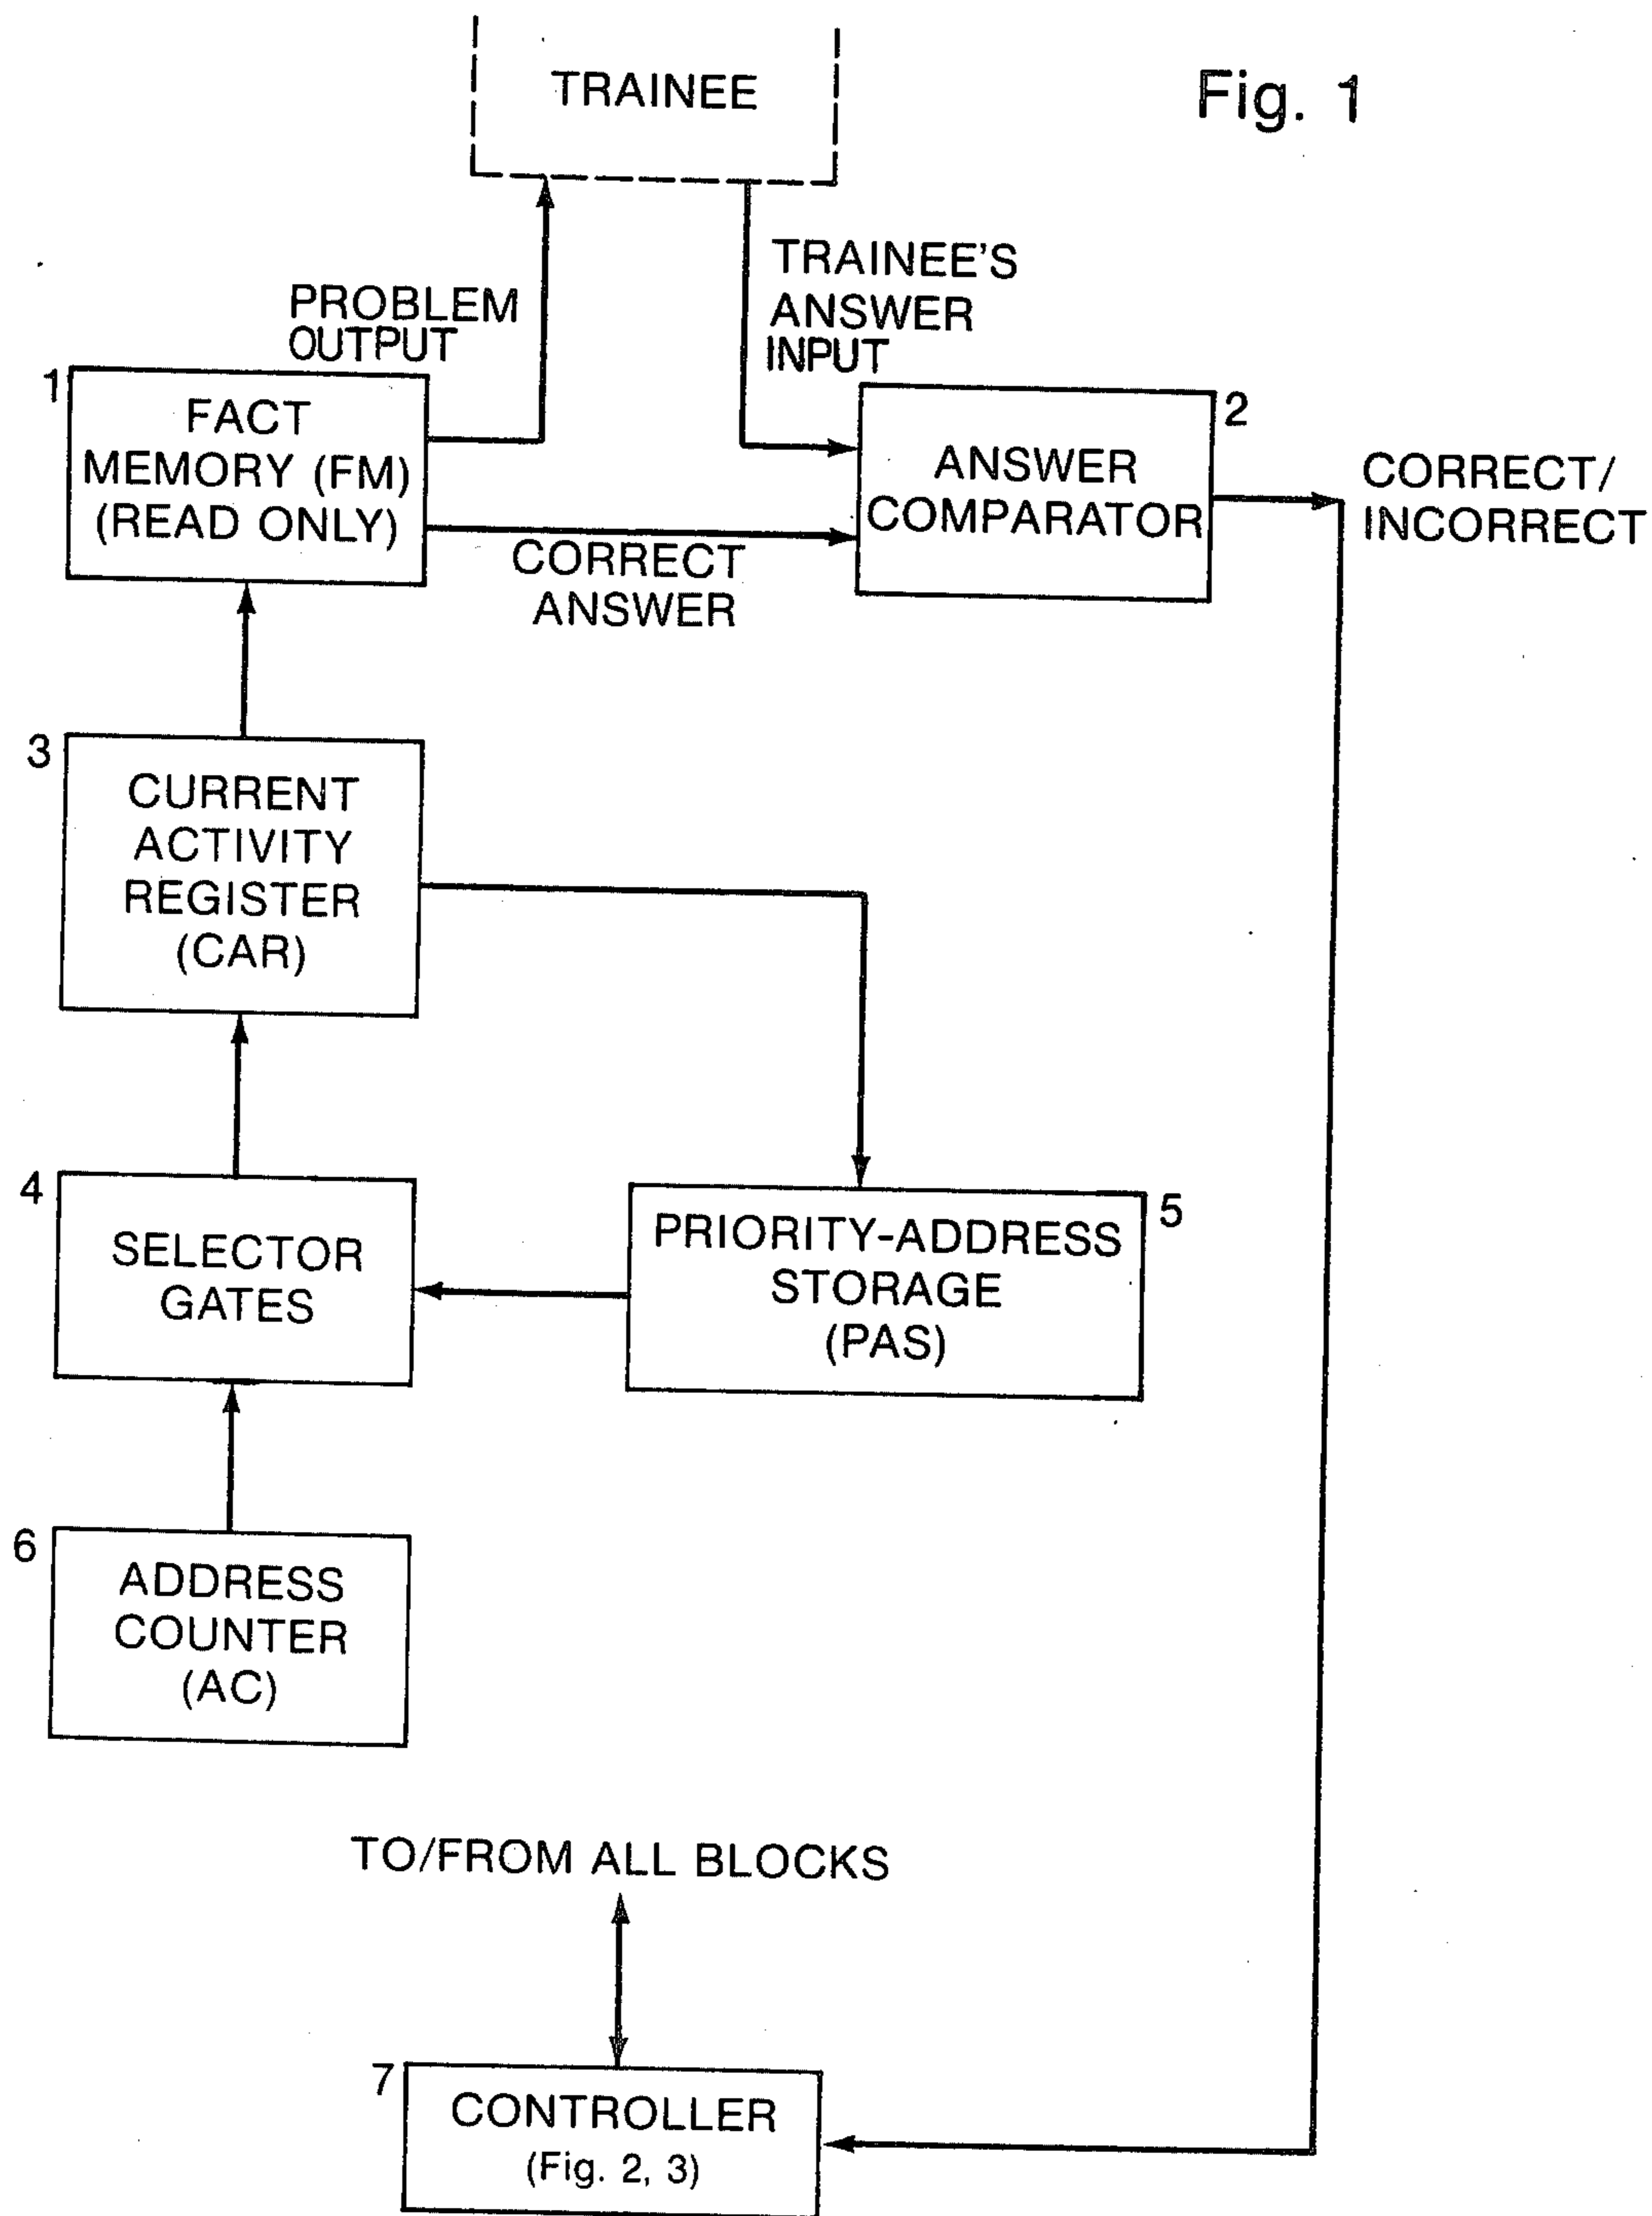 TRAINEE
Fig. 1
PROBLEM
OUTPUT
TRAINEE'S
ANSWER
INPUT
1
FACT
MEMORY (FM)
(READ ONLY)
2
ANSWER
COMPARATOR
CORRECT/
INCORRECT
CORRECT
ANSWER
3
CURRENT
ACTIVITY
REGISTER
(CAR)
4
SELECTOR
GATES
5
PRIORITY-ADDRESS
STORAGE
(PAS)
6
ADDRESS
COUNTER
(AC)
TO/FROM ALL BLOCKS
7
CONTROLLER
(Fig. 2, 3)